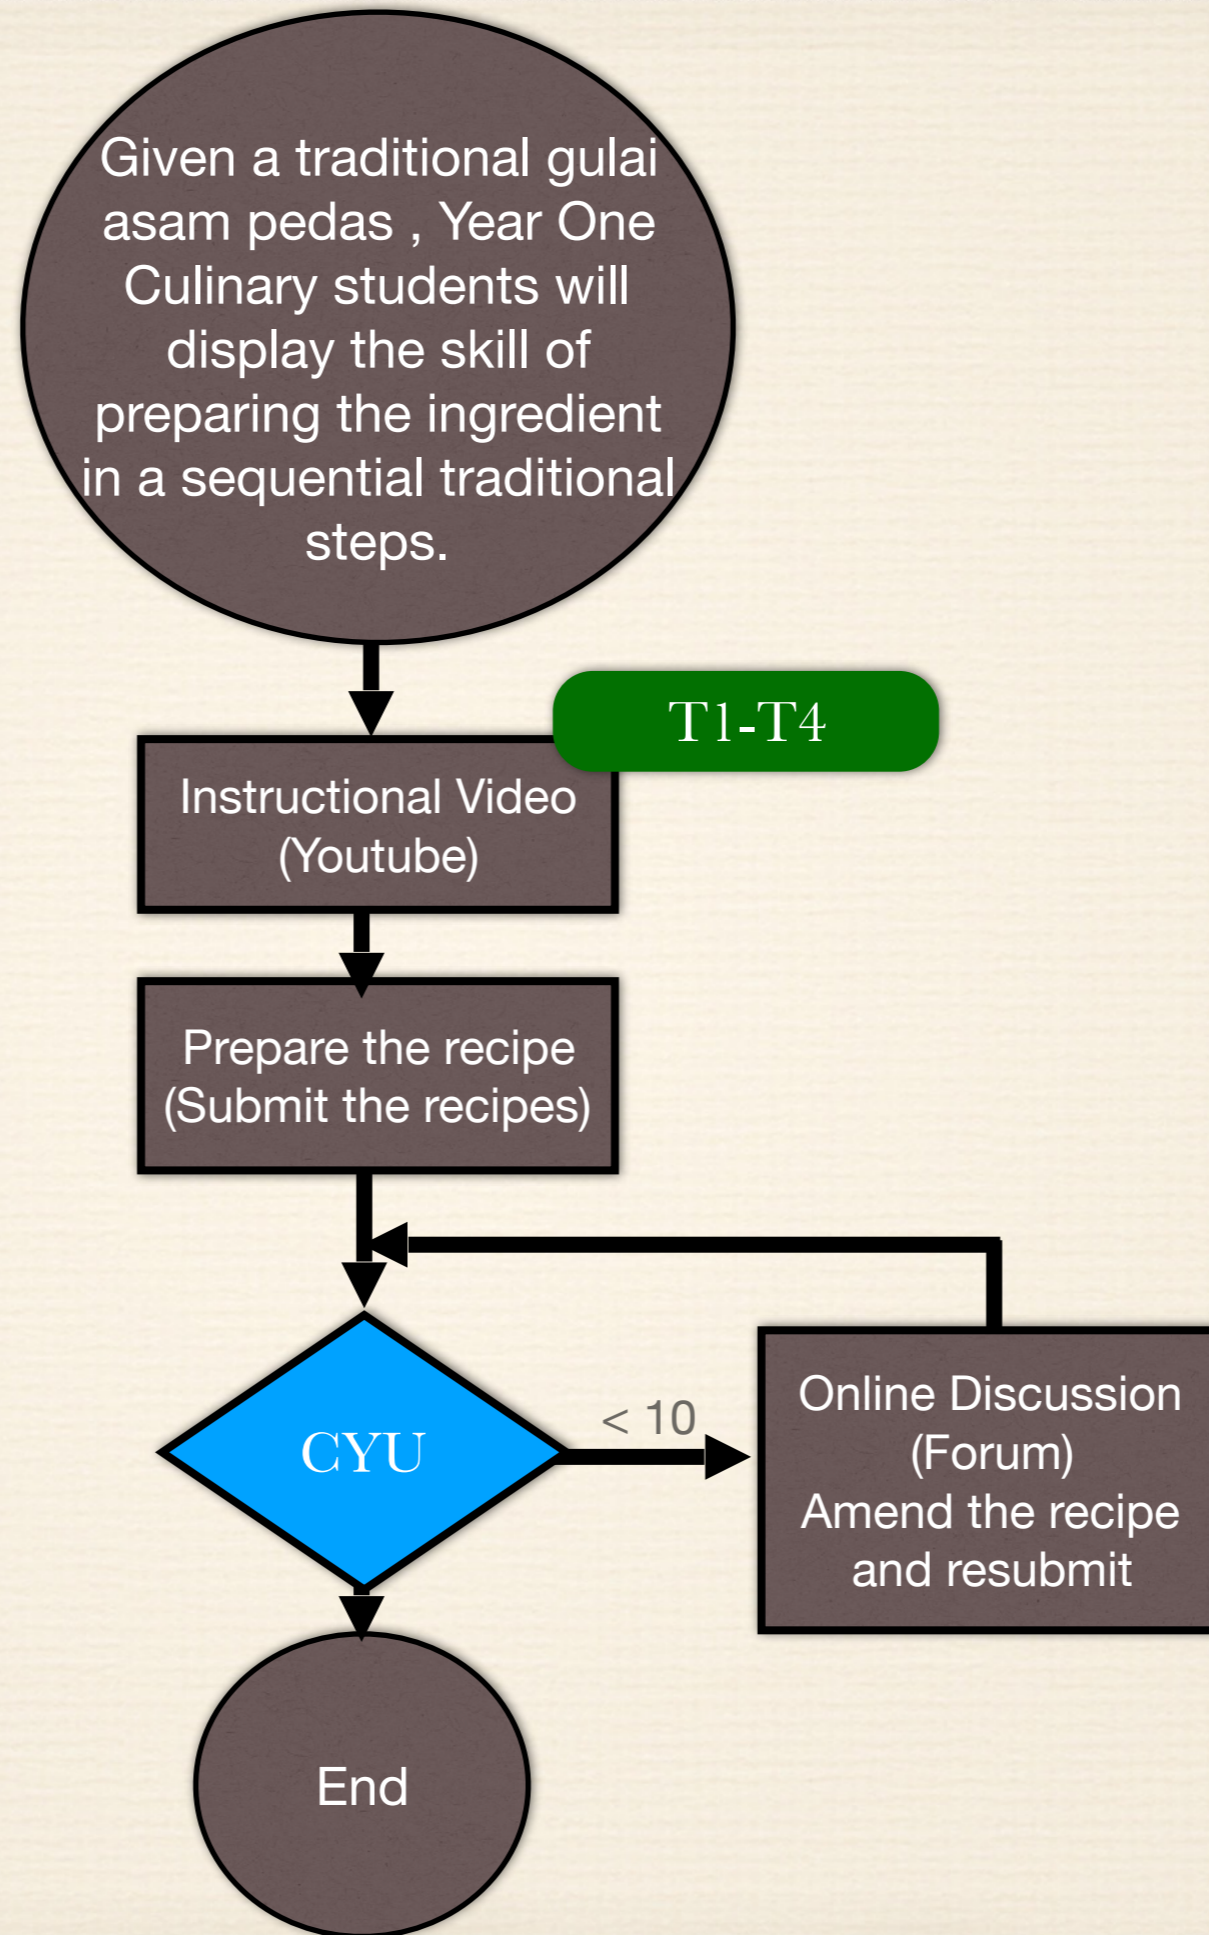 Given a traditional gulai
asam pedas , Year One
Culinary students will
display the skill of
preparing the ingredient
in a sequential traditional
steps.
T1-T4
Instructional Video
(Youtube)
Prepare the recipe
(Submit the recipes)
CYU
< 10
Online Discussion
(Forum)
Amend the recipe
and resubmit
End